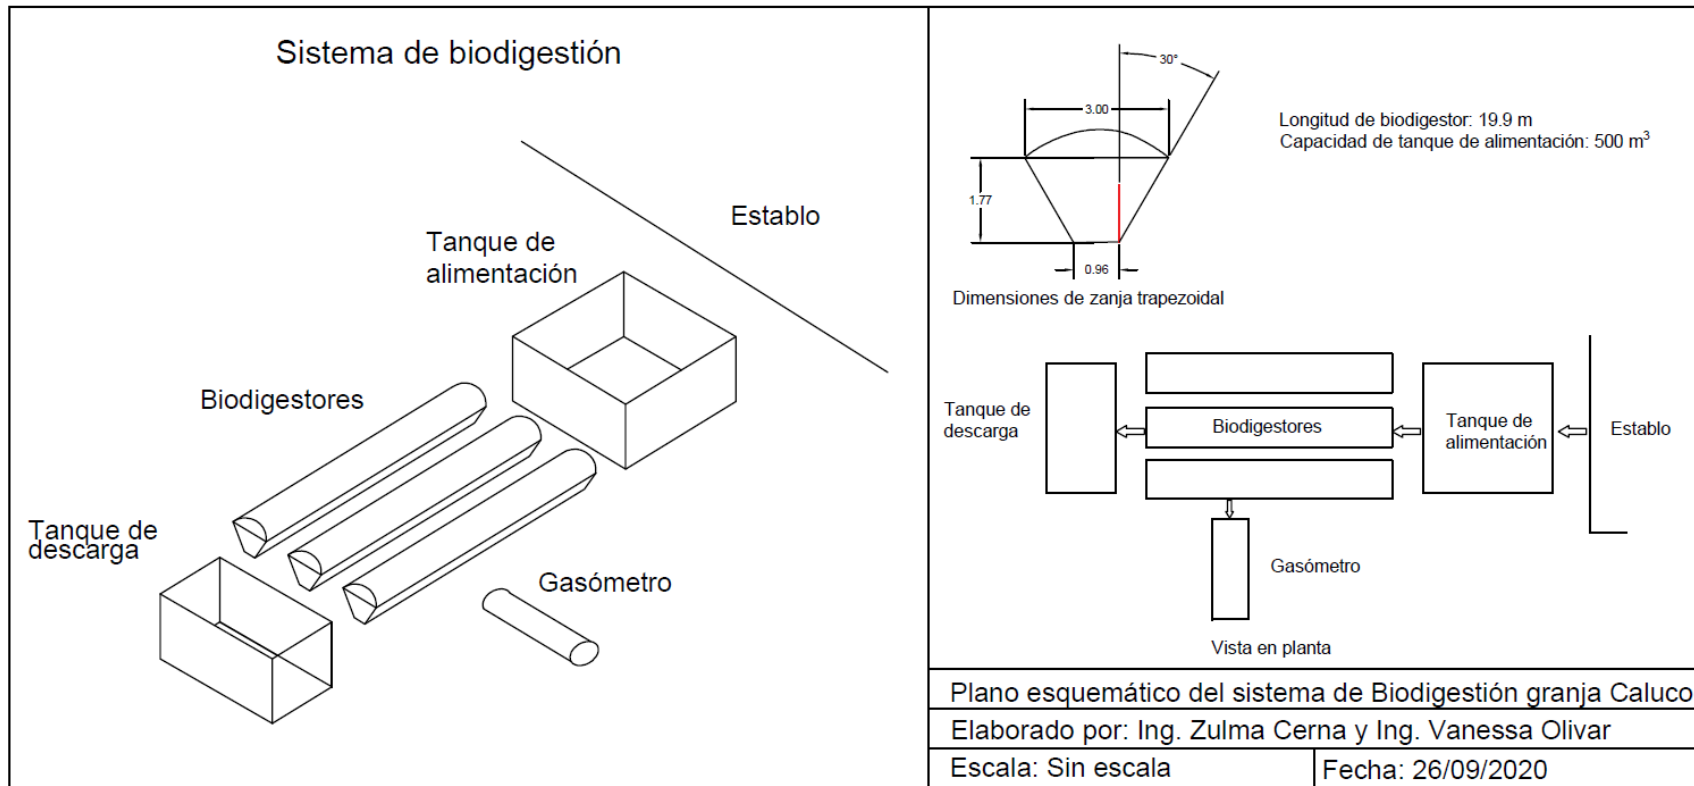 Sistema de biodigestión
Establo
Tanque de
alimentación
Biodigestores
Tanque de
descarga
Gasómetro
30°
3.00
1.77
0.96
Dimensiones de zanja trapezoidal
Longitud de biodigestor: 19.9 m
Capacidad de tanque de alimentación: 500 m³
Tanque de
descarga
Biodigestores
Tanque de
alimentación
Establo
Gasómetro
Vista en planta
Plano esquemático del sistema de Biodigestión granja Caluco
Elaborado por: Ing. Zulma Cerna y Ing. Vanessa Olivar
Escala: Sin escala
Fecha: 26/09/2020